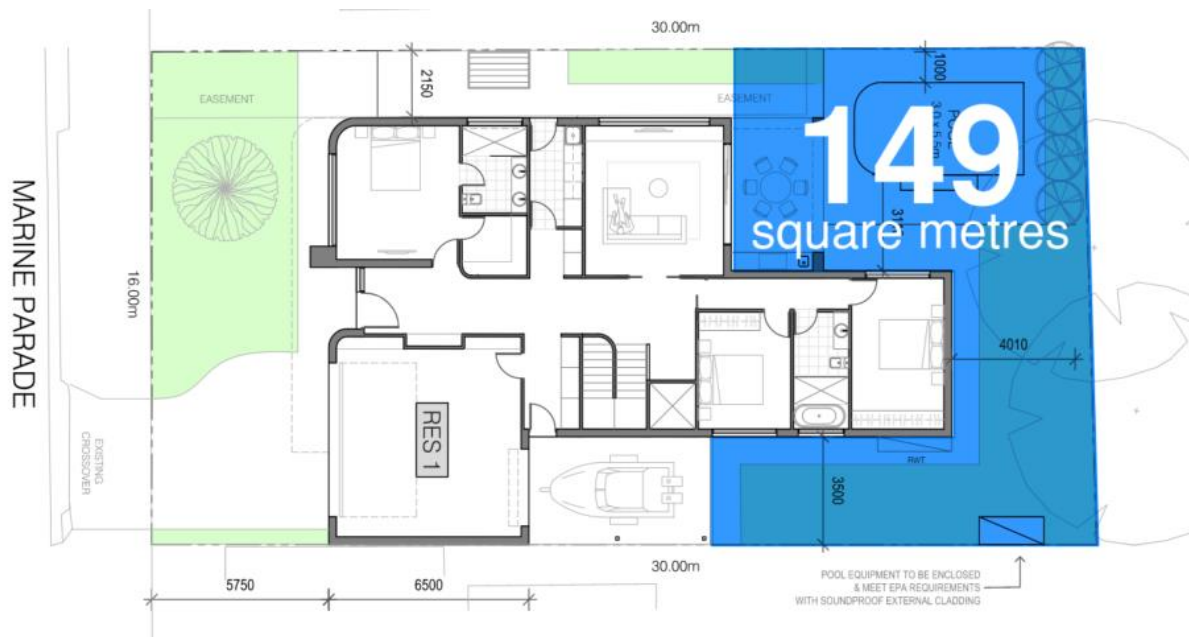 30.00m
2150
1000
EASEMENT
EASEMENT
POOL
3.0 x 5.5m
149
square metres
MARINE PARADE
16.00m
4010
RES 1
EXISTING
CROSSOVER
RWT
3500
30.00m
5750
6500
POOL EQUIPMENT TO BE ENCLOSED
& MEET EPA REQUIREMENTS
WITH SOUNDPROOF EXTERNAL CLADDING